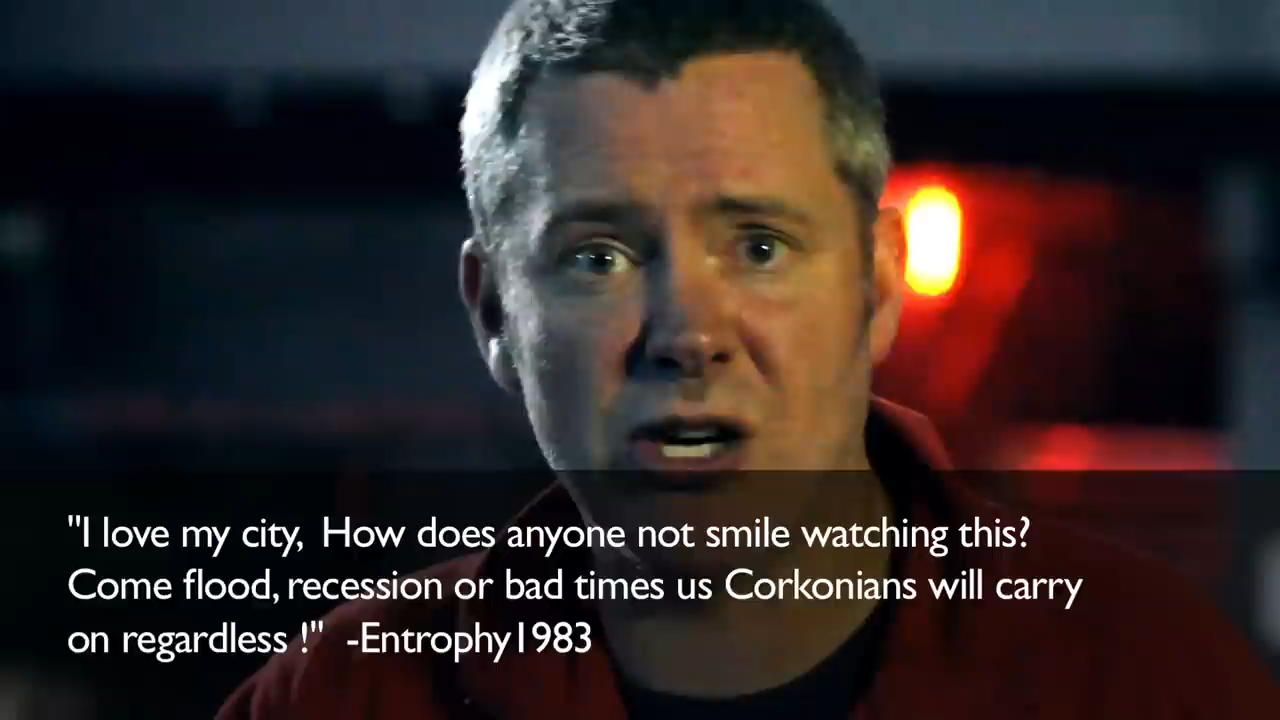 "I love my city,  How does anyone not smile watching this?
Come flood, recession or bad times us Corkonians will carry
on regardless !"  -Entrophy1983